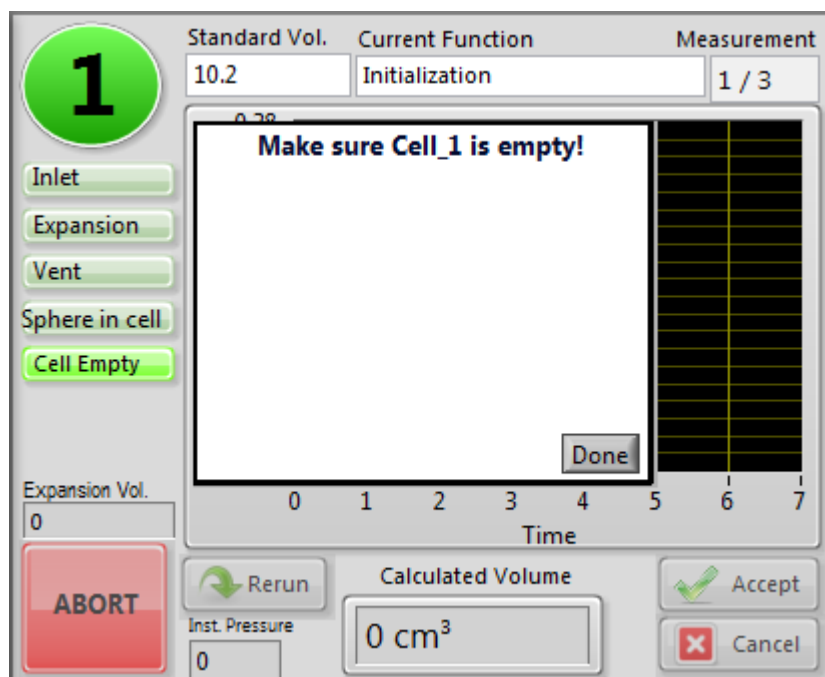 1
Standard Vol.
Current Function
Measurement
10.2
Initialization
1 / 3
Inlet
Expansion
Vent
Sphere in cell
Cell Empty
Make sure Cell_1 is empty!
Done
0 1 2 3 4 5 6 7
Time
Expansion Vol.
0
ABORT
Rerun
Inst. Pressure
0
Calculated Volume
0 cm³
Accept
Cancel